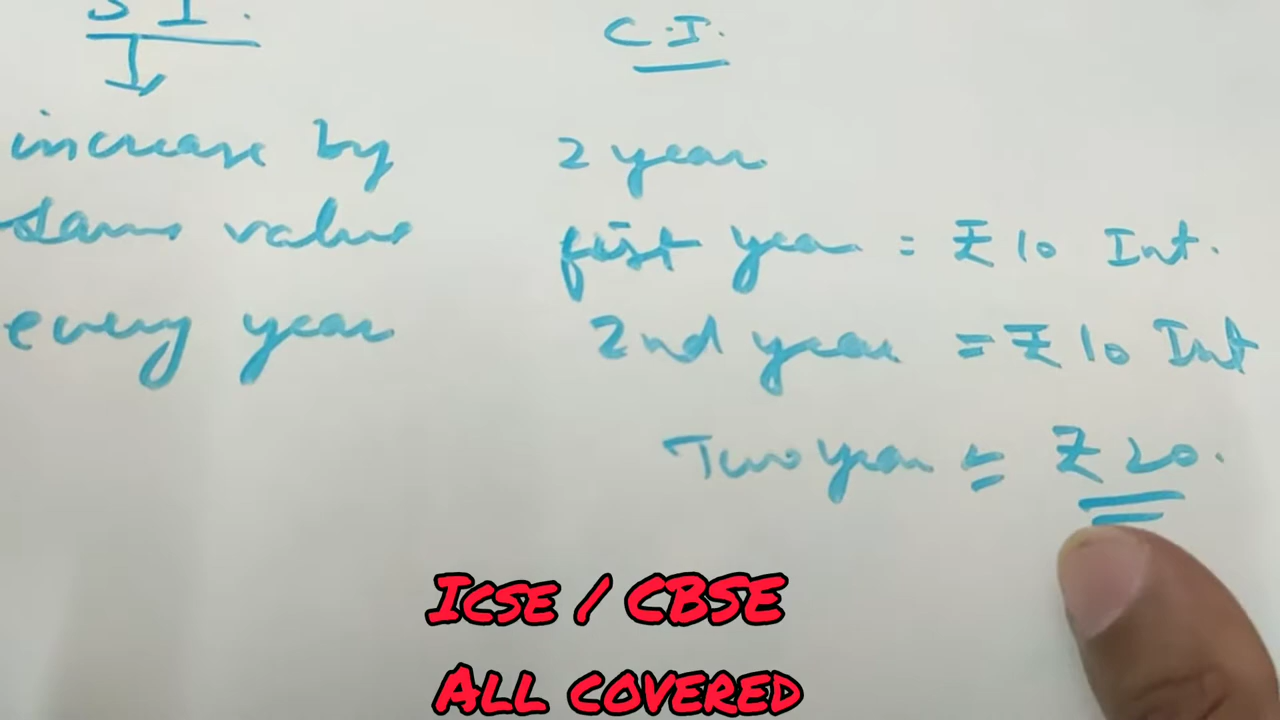 S I.
increase by
same value
every year
C.I.
2 year
first year = ₹ 10 Int.
2nd year = ₹ 10 Int
Two year = ₹ 20.
ICSE / CBSE
ALL COVERED